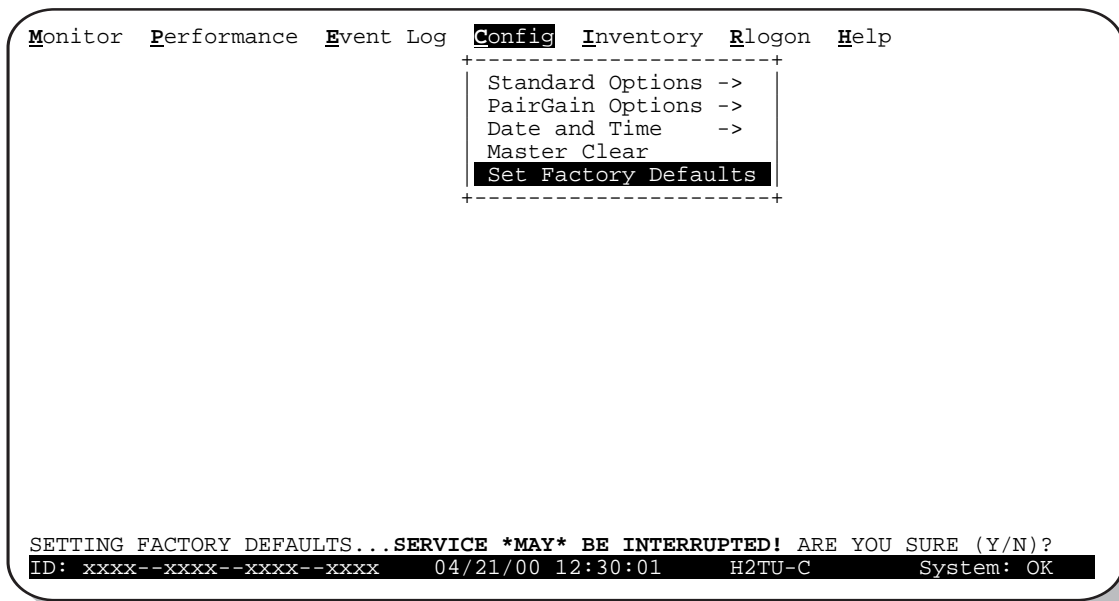 Monitor  Performance  Event Log  Config  Inventory  Rlogon  Help
+-----------------------+
| Standard Options -> |
| PairGain Options -> |
| Date and Time    -> |
| Master Clear        |
| Set Factory Defaults |
+-----------------------+
SETTING FACTORY DEFAULTS...SERVICE *MAY* BE INTERRUPTED! ARE YOU SURE (Y/N)?
ID: xxxx--xxxx--xxxx--xxxx    04/21/00 12:30:01    H2TU-C    System: OK